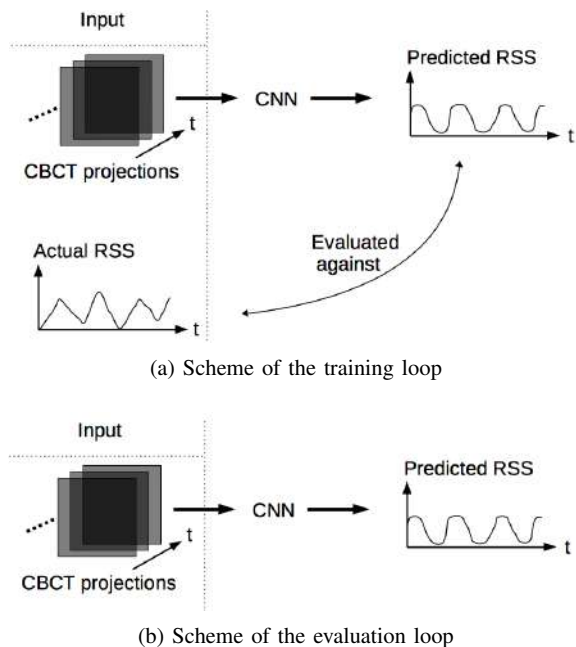 Input
Predicted RSS
CNN
t
t
CBCT projections
Actual RSS
Evaluated
against
t
(a) Scheme of the training loop
Input
Predicted RSS
CNN
t
t
CBCT projections
(b) Scheme of the evaluation loop